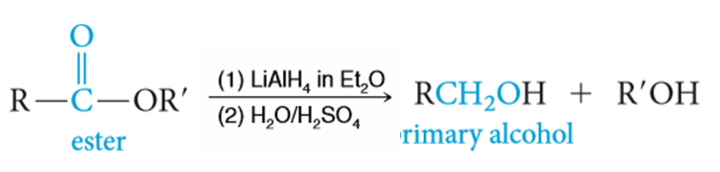 O
R—C—OR′
ester
(1) LiAlH₄ in Et₂O
(2) H₂O/H₂SO₄
RCH₂OH + R′OH
rimary alcohol